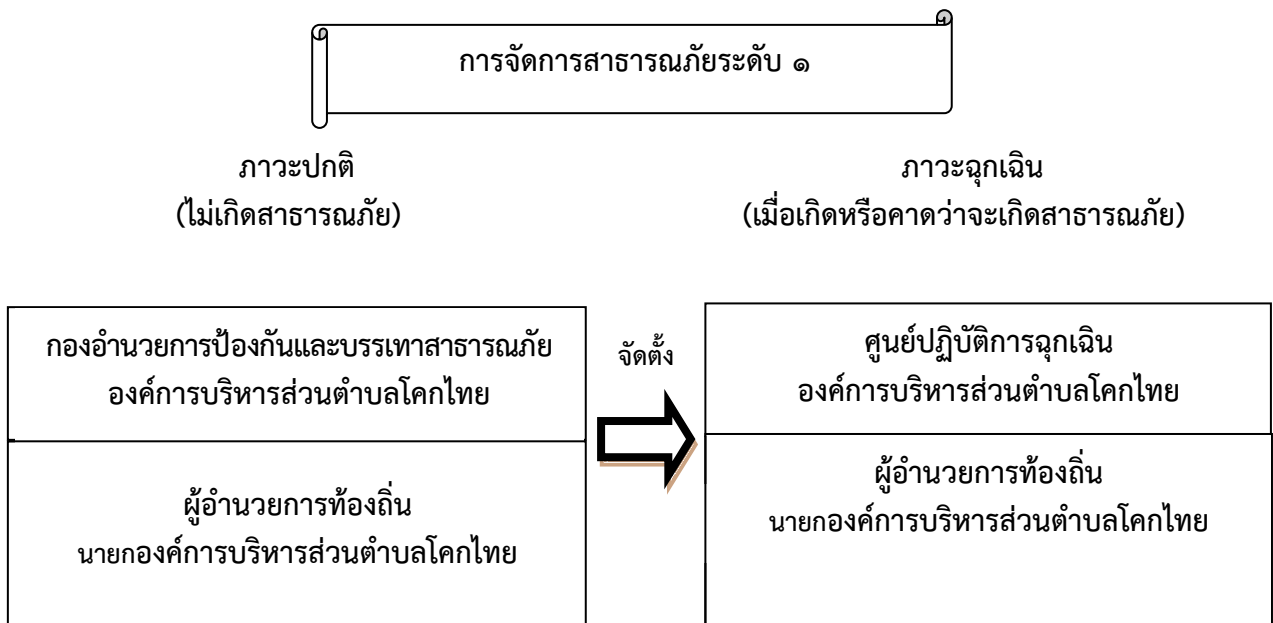 การจัดการสาธารณภัยระดับ ๑
ภาวะปกติ
(ไม่เกิดสาธารณภัย)
ภาวะฉุกเฉิน
(เมื่อเกิดหรือคาดว่าจะเกิดสาธารณภัย)
กองอำนวยการป้องกันและบรรเทาสาธารณภัย
องค์การบริหารส่วนตำบลโคกไทย
จัดตั้ง
ศูนย์ปฏิบัติการฉุกเฉิน
องค์การบริหารส่วนตำบลโคกไทย
ผู้อำนวยการท้องถิ่น
นายกองค์การบริหารส่วนตำบลโคกไทย
ผู้อำนวยการท้องถิ่น
นายกองค์การบริหารส่วนตำบลโคกไทย